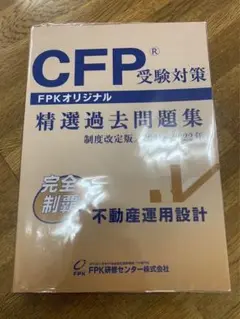 CFP® 受験対策
FPKオリジナル
精選過去問題集
制度改定版
完全
制覇
不動産運用設計
FPK研修センター株式会社